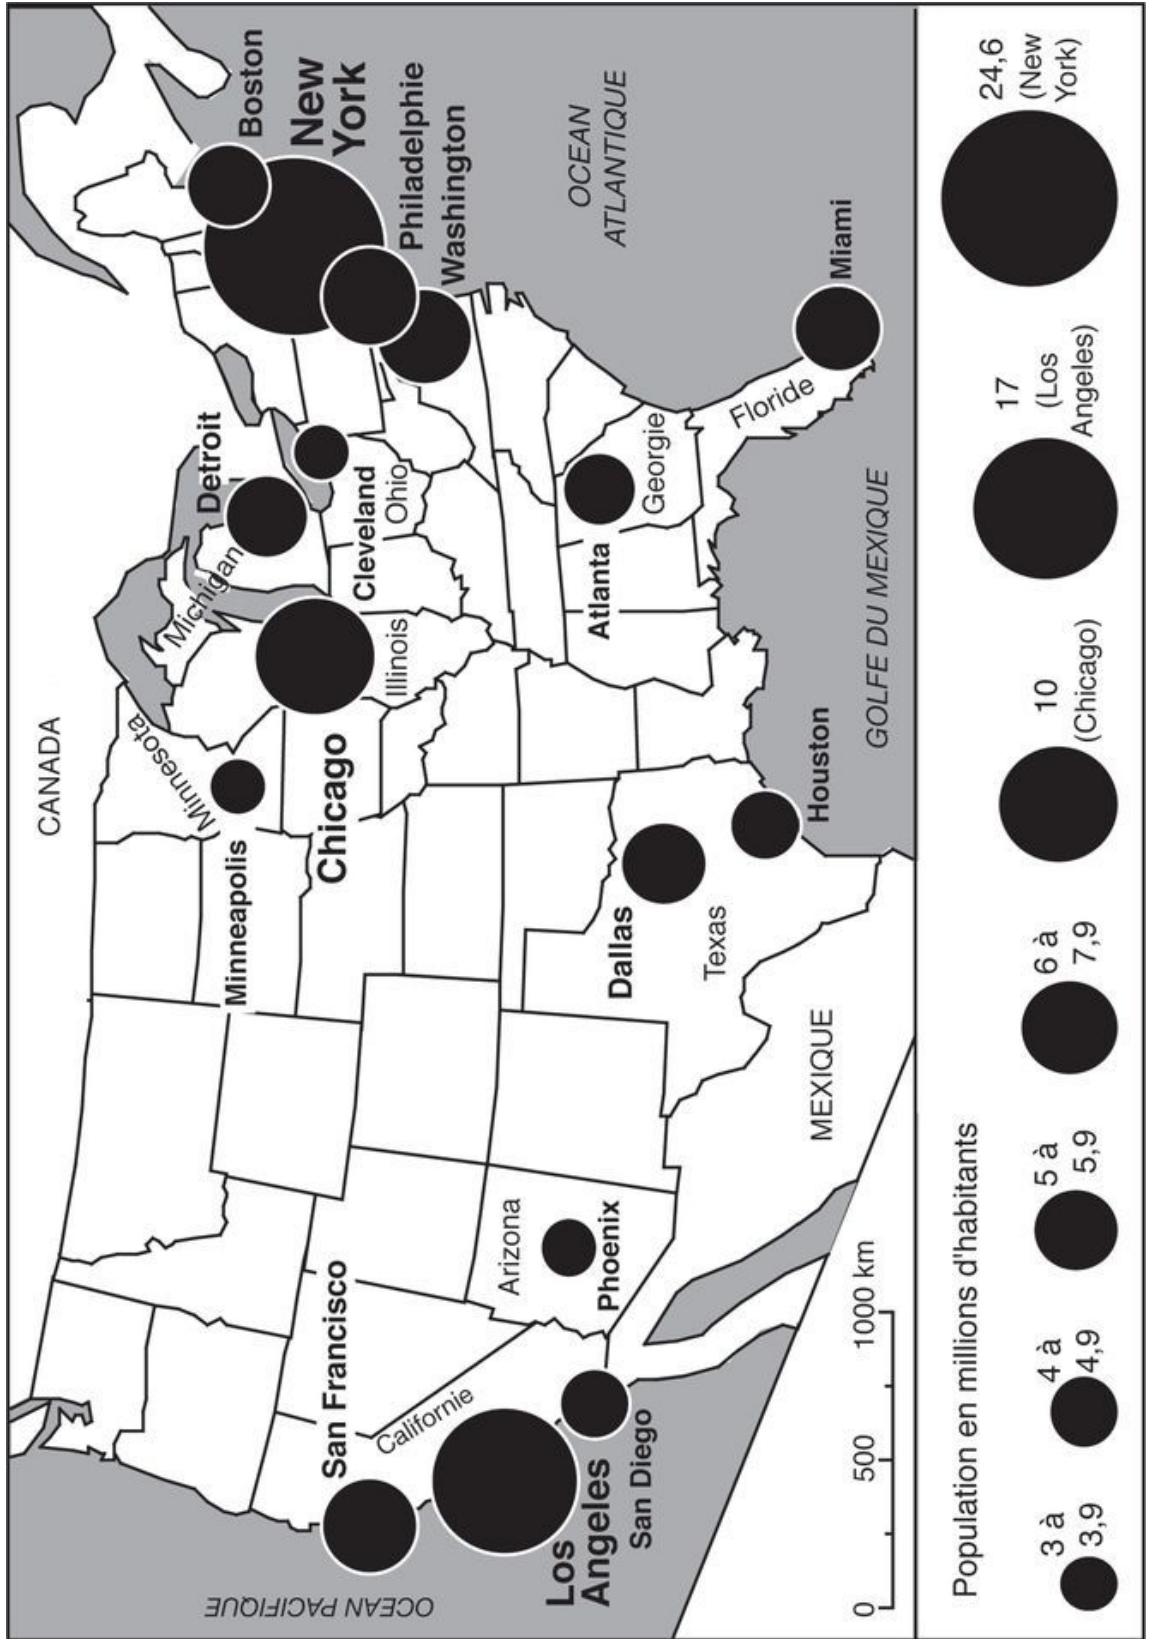 CANADA
Boston
New
York
Philadelphie
Washington
OCEAN
ATLANTIQUE
Detroit
Michigan
Cleveland
Ohio
Minnesota
Minneapolis
Chicago
Illinois
San Francisco
Californie
Los
Angeles
San Diego
Arizona
Phoenix
Dallas
Texas
Houston
Atlanta
Georgie
Floride
Miami
GOLFE DU MEXIQUE
MEXIQUE
OCEAN PACIFIQUE
0
500
1000 km
Population en millions d'habitants
3 à
3,9
4 à
4,9
5 à
5,9
6 à
7,9
10
(Chicago)
17
(Los
Angeles)
24,6
(New
York)